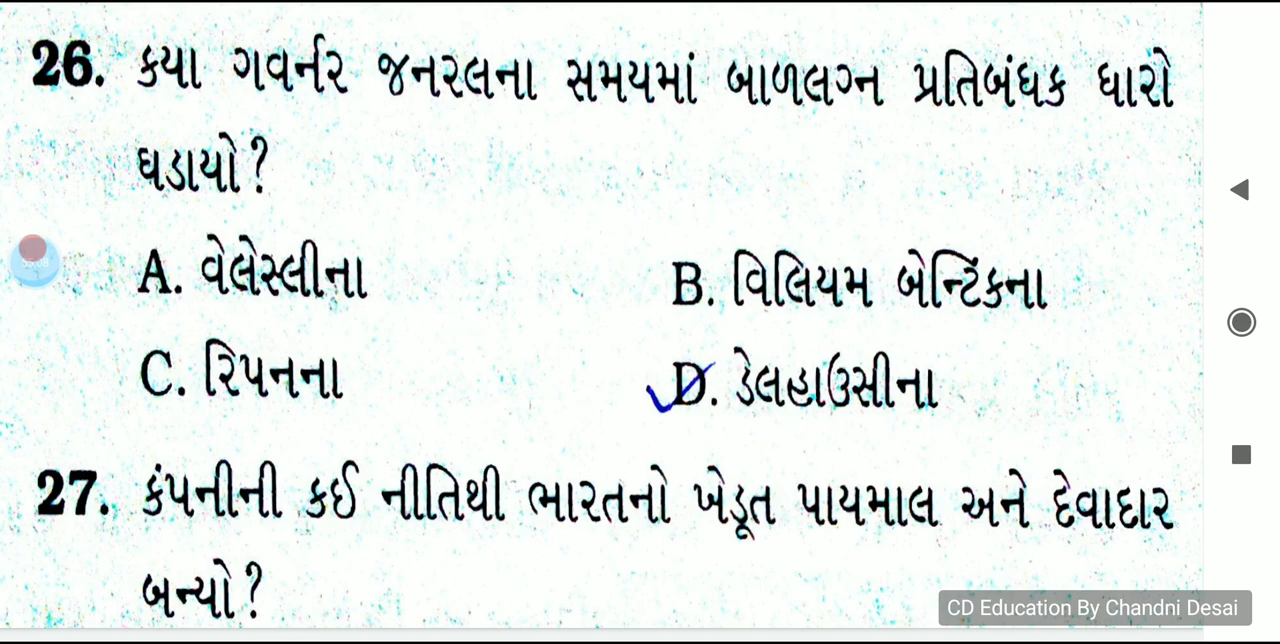 26. કયા ગવર્નર જનરલના સમયમાં બાળલગ્ન પ્રતિબંધક ધારો
ઘડાયો?
A. વેલેસ્લીના
B. વિલિયમ બેન્ટિંકના
C. રિપનના
D. ડેલહાઉસીના
27. કંપનીની કઈ નીતિથી ભારતનો ખેડૂત પાયમાલ અને દેવાદાર
બન્યો?
CD Education By Chandni Desai